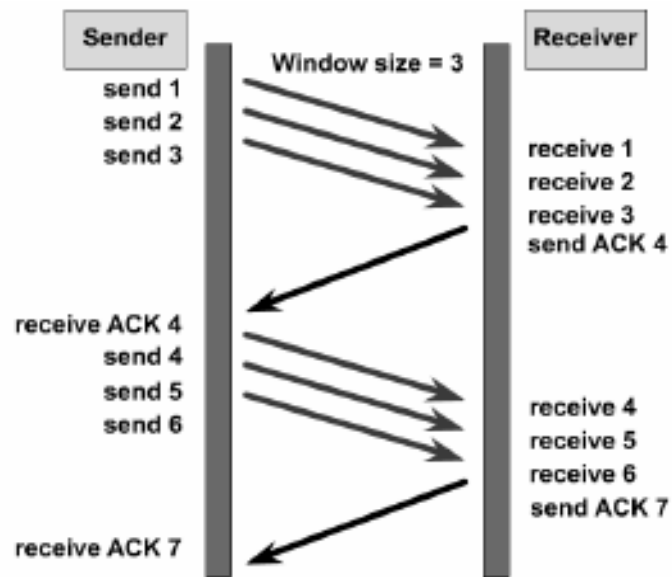 Sender
Receiver
Window size = 3
send 1
send 2
send 3
receive 1
receive 2
receive 3
send ACK 4
receive ACK 4
send 4
send 5
send 6
receive 4
receive 5
receive 6
send ACK 7
receive ACK 7